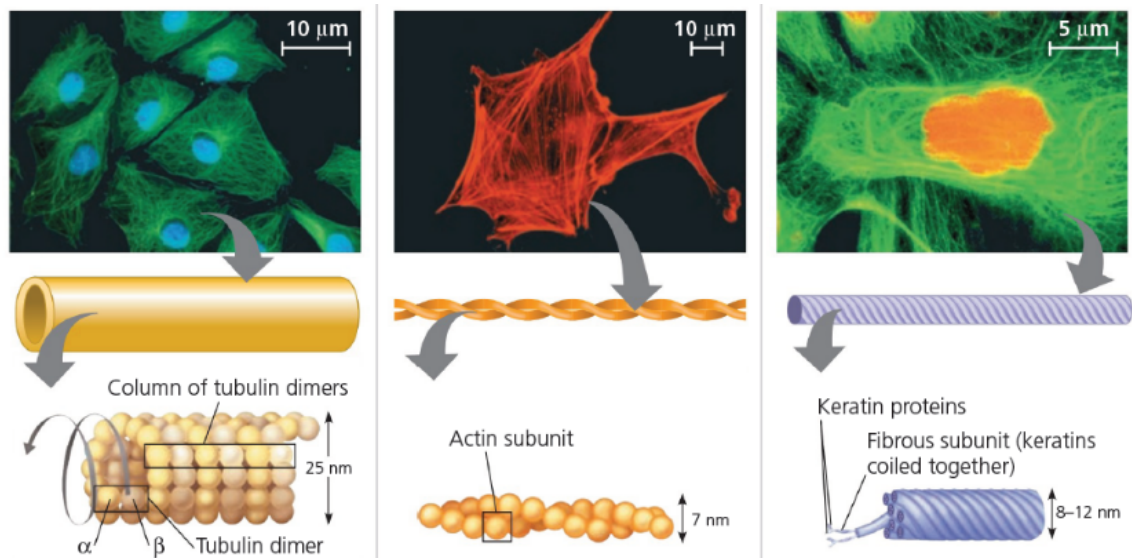 10 μm
Column of tubulin dimers
25 nm
α
β
Tubulin dimer
10 μm
Actin subunit
7 nm
5 μm
Keratin proteins
Fibrous subunit (keratins
coiled together)
8–12 nm